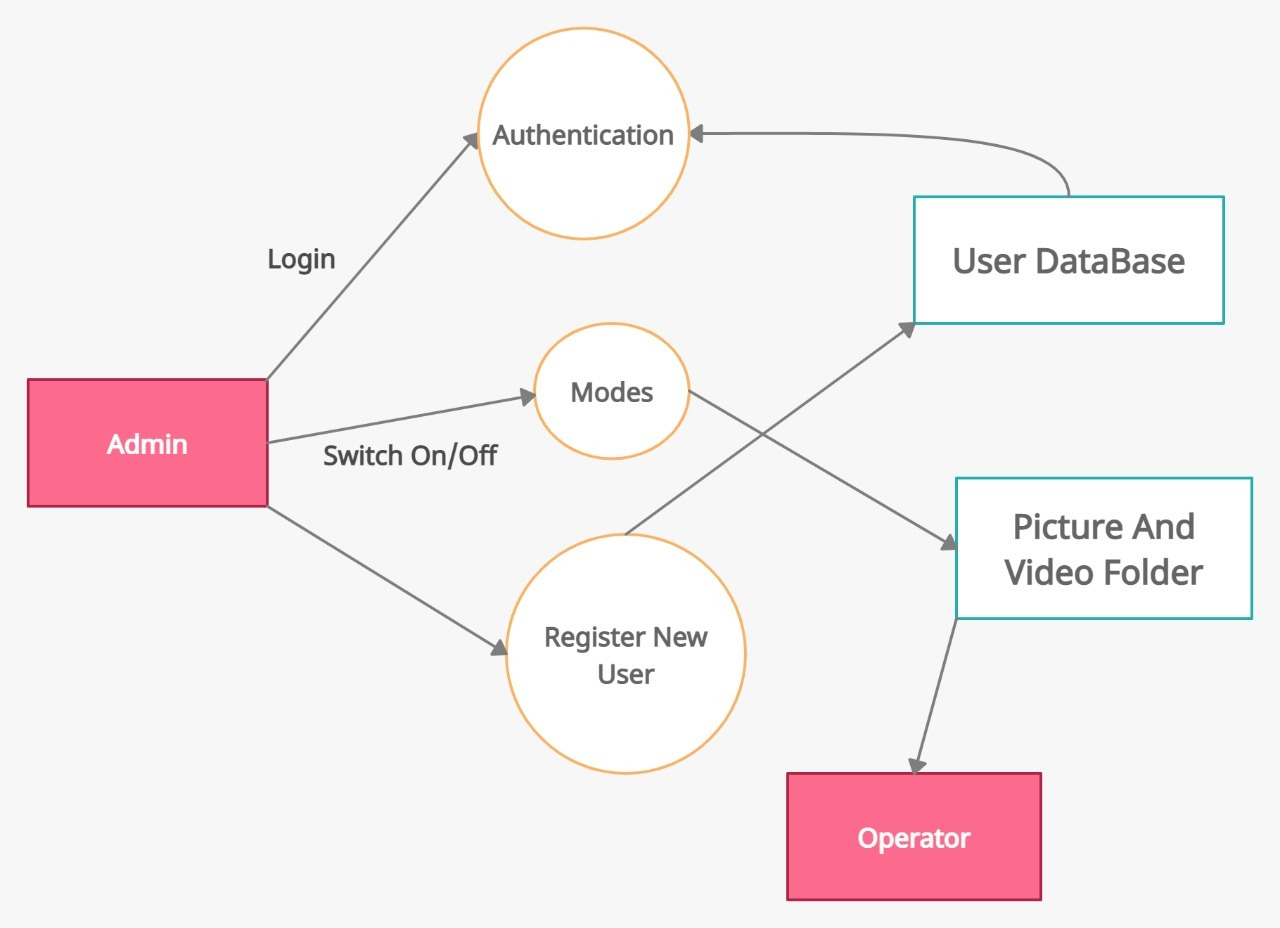 Authentication
Login
User DataBase
Modes
Admin
Switch On/Off
Picture And
Video Folder
Register New
User
Operator